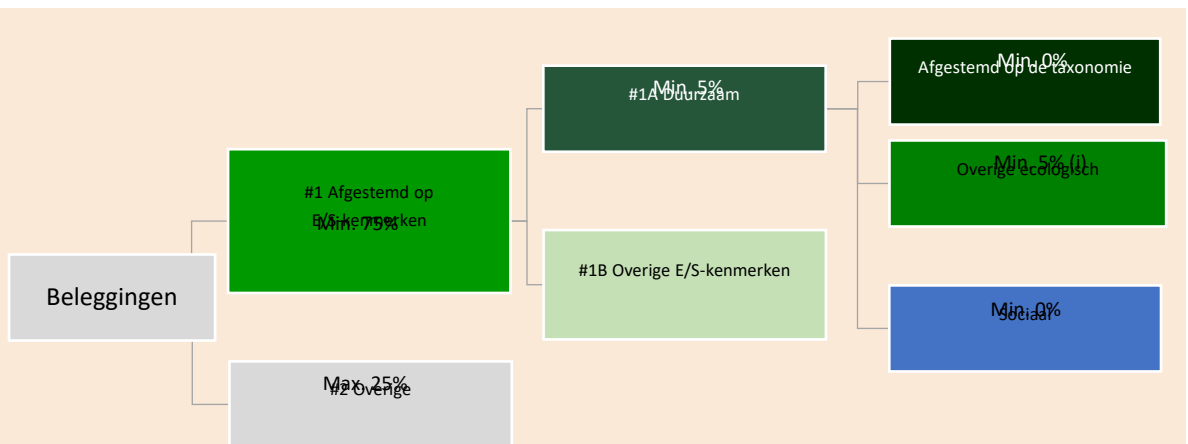 Beleggingen
#1 Afgestemd op
E/S-kenmerken
Min. 75%
Max. 25%
#2 Overige
Min. 5%
#1A Duurzaam
#1B Overige E/S-kenmerken
Min. 0%
Afgestemd op de taxonomie
Min. 5% (i)
Overige ecologisch
Min. 0%
Sociaal